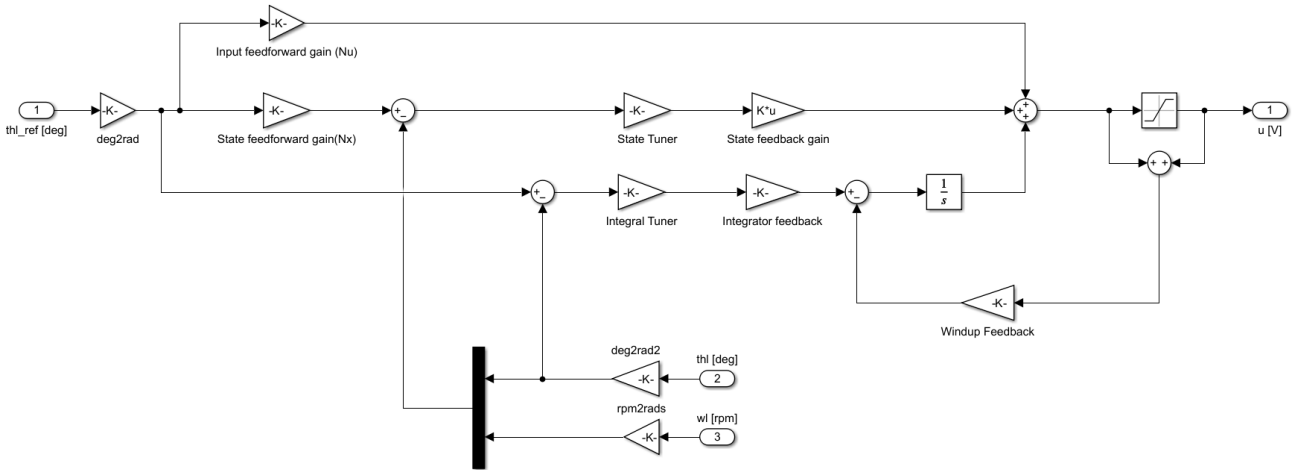 -K-
Input feedforward gain (Nu)
1
thl_ref [deg]
-K-
deg2rad
-K-
State feedforward gain(Nx)
+
−
-K-
State Tuner
K*u
State feedback gain
+
+
+
1
u [V]
+ +
+
−
-K-
Integral Tuner
-K-
Integrator feedback
+
−
1
s
-K-
Windup Feedback
deg2rad2
-K-
thl [deg]
2
rpm2rads
-K-
wl [rpm]
3